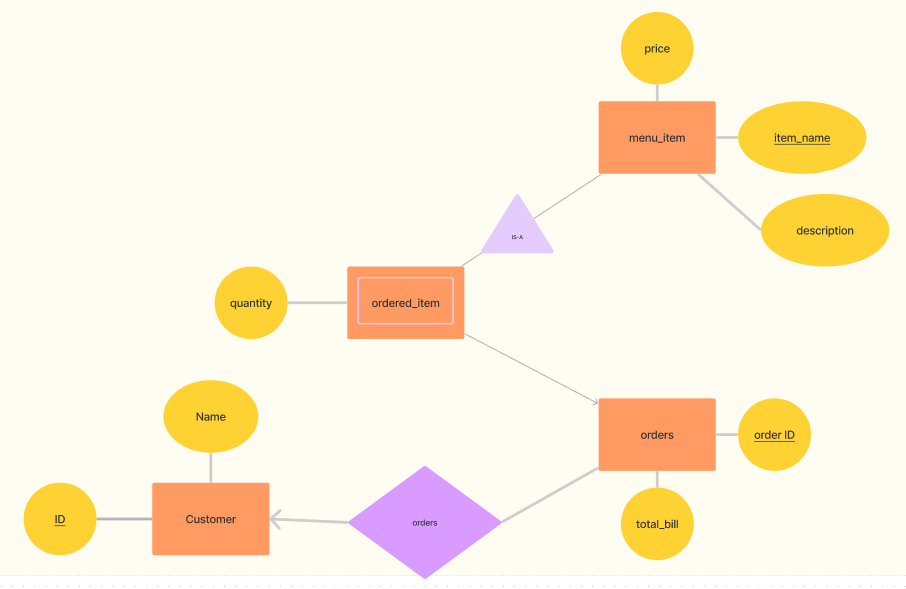 price
menu_item
item_name
description
IS-A
quantity
ordered_item
Name
orders
order ID
ID
Customer
orders
total_bill